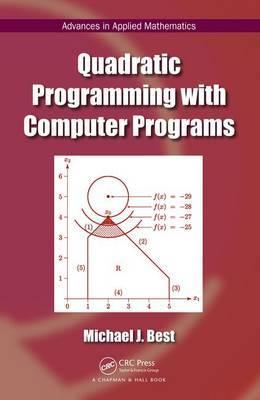 Advances in Applied Mathematics
Quadratic
Programming with
Computer Programs
x₂
6
5
4
3
2
1
0
0 1 2 3 4 5
x₁
x₀
f(x) = −29
f(x) = −28
f(x) = −27
f(x) = −25
(1)
(2)
(5)
R
(3)
(4)
Michael J. Best
CRC Press
Taylor & Francis Group
A CHAPMAN & HALL BOOK